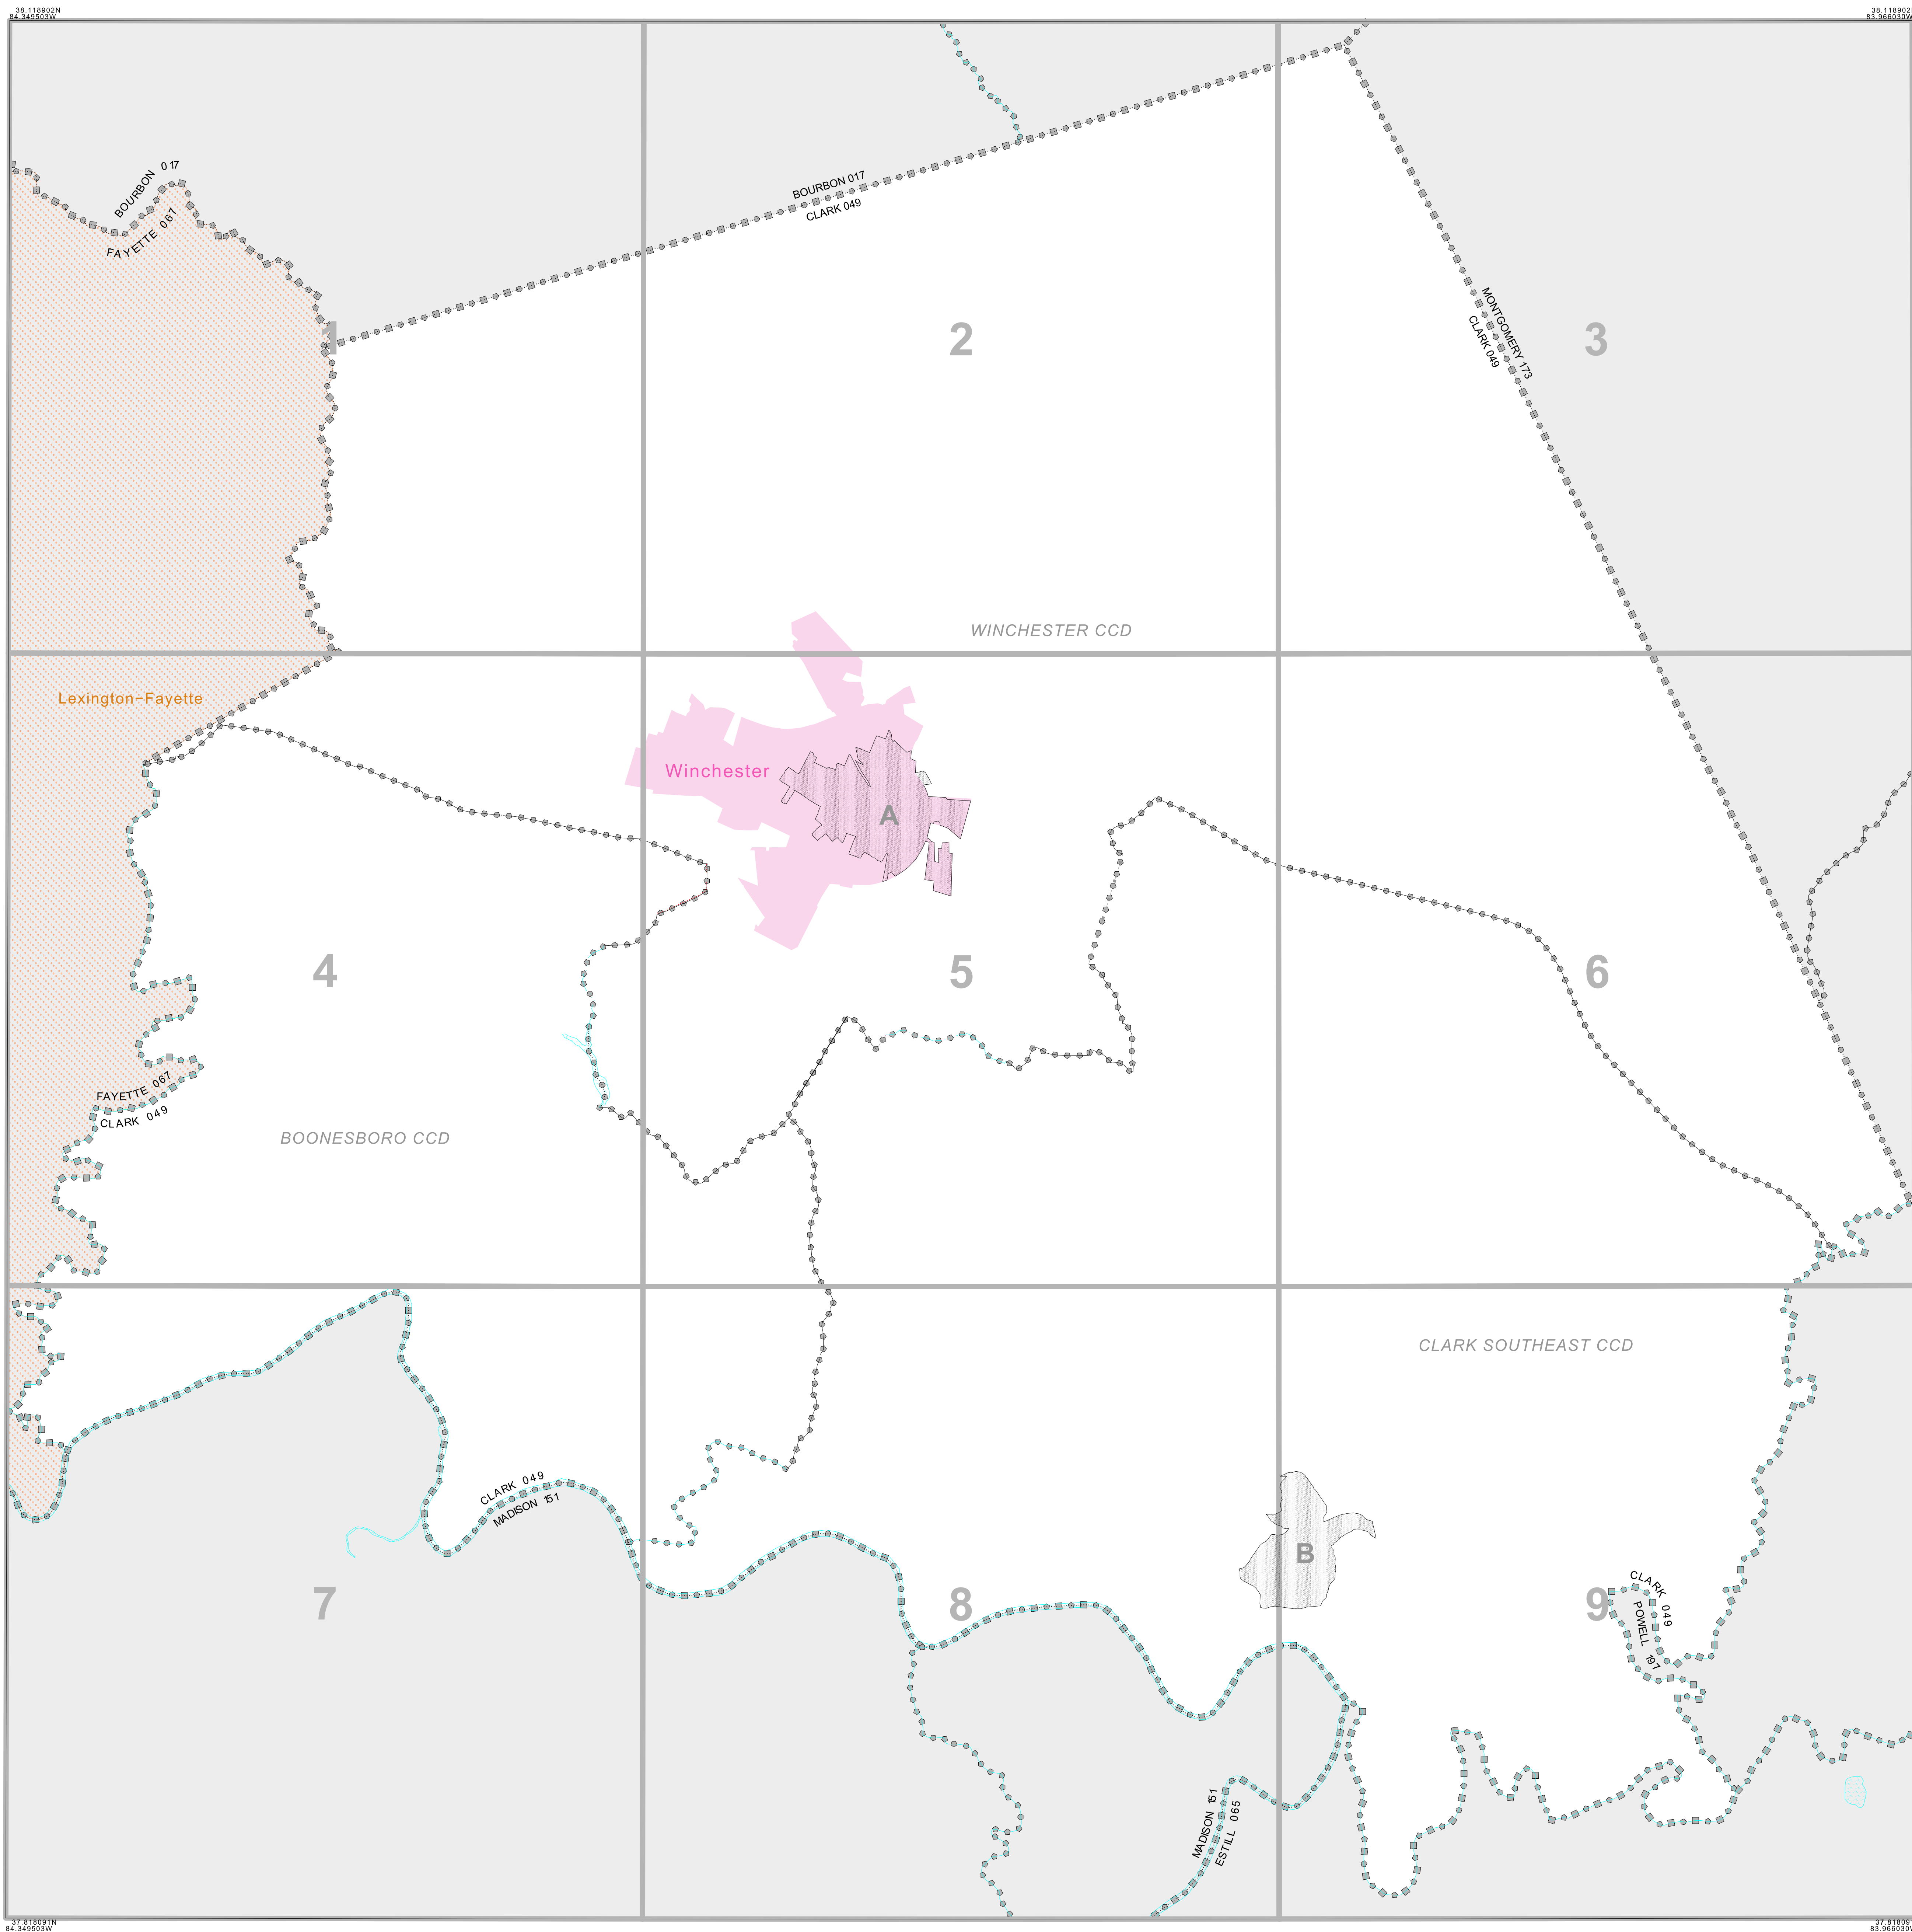 38.118902N
84.349503W
38.118902N
83.966030W
BOURBON 017
FAYETTE 067
BOURBON 017
CLARK 049
MONTGOMERY 173
CLARK 049
1
2
3
WINCHESTER CCD
Lexington-Fayette
Winchester
A
4
5
6
FAYETTE 067
CLARK 049
BOONESBORO CCD
CLARK SOUTHEAST CCD
CLARK 049
MADISON 151
B
7
8
9
CLARK 049
POWELL 197
MADISON 151
ESTILL 065
37.818091N
84.349503W
37.818091
83.966030W